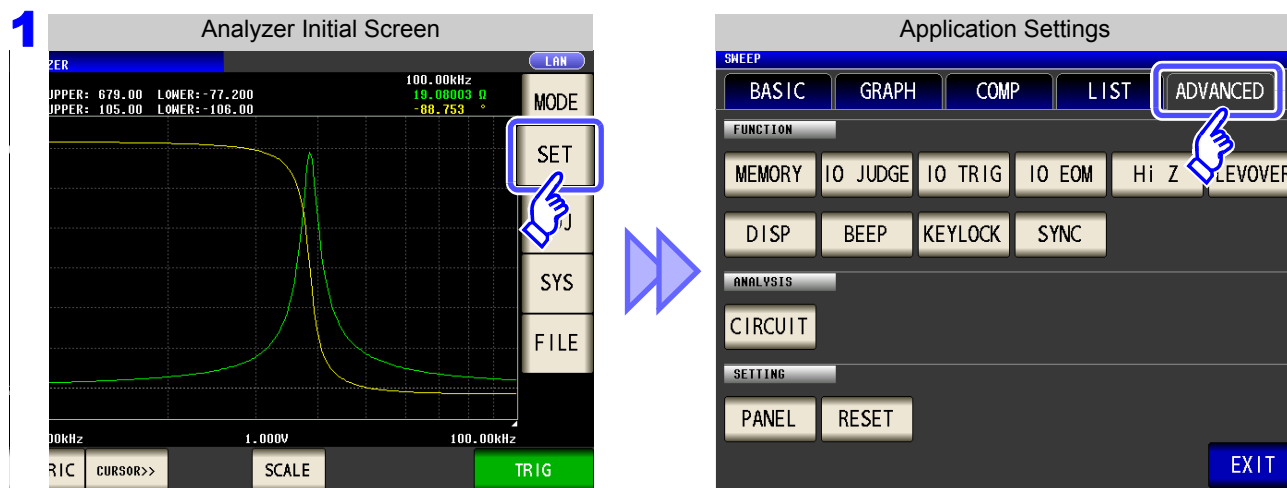 1
Analyzer Initial Screen
ZER
LAN
UPPER: 679.00 LOWER:-77.200
UPPER: 105.00 LOWER:-106.00
100.00kHz
19.08003 Ω
-88.753 °
MODE
SET
SYS
FILE
00kHz
1.000V
100.00kHz
RIC
CURSOR>>
SCALE
TRIG
Application Settings
SWEEP
BASIC
GRAPH
COMP
LIST
ADVANCED
FUNCTION
MEMORY
IO JUDGE
IO TRIG
IO EOM
Hi Z
LEVOVER
DISP
BEEP
KEYLOCK
SYNC
ANALYSIS
CIRCUIT
SETTING
PANEL
RESET
EXIT